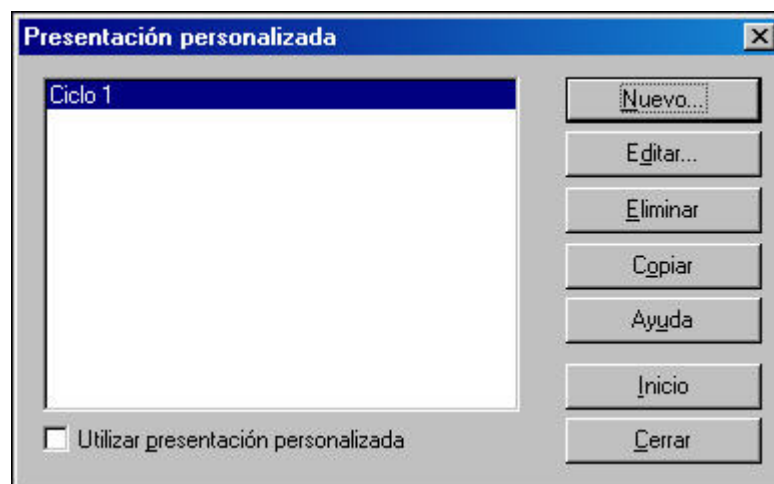 Presentación personalizada
Ciclo 1
Nuevo...
Editar...
Eliminar
Copiar
Ayuda
Inicio
Utilizar presentación personalizada
Cerrar